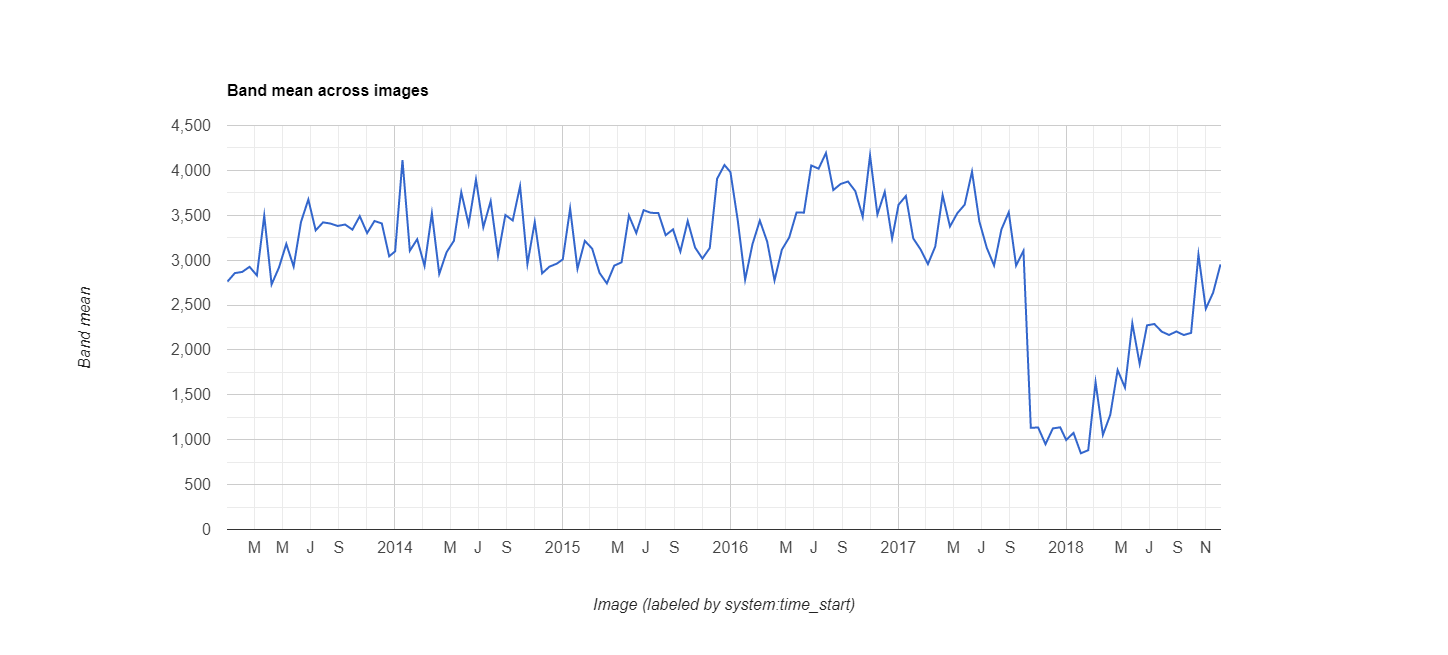 Band mean across images
4,500
4,000
3,500
3,000
2,500
2,000
1,500
1,000
500
0
Band mean
M M J S 2014 M J S 2015 M J S 2016 M J S 2017 M J S 2018 M J S N
Image (labeled by system:time_start)